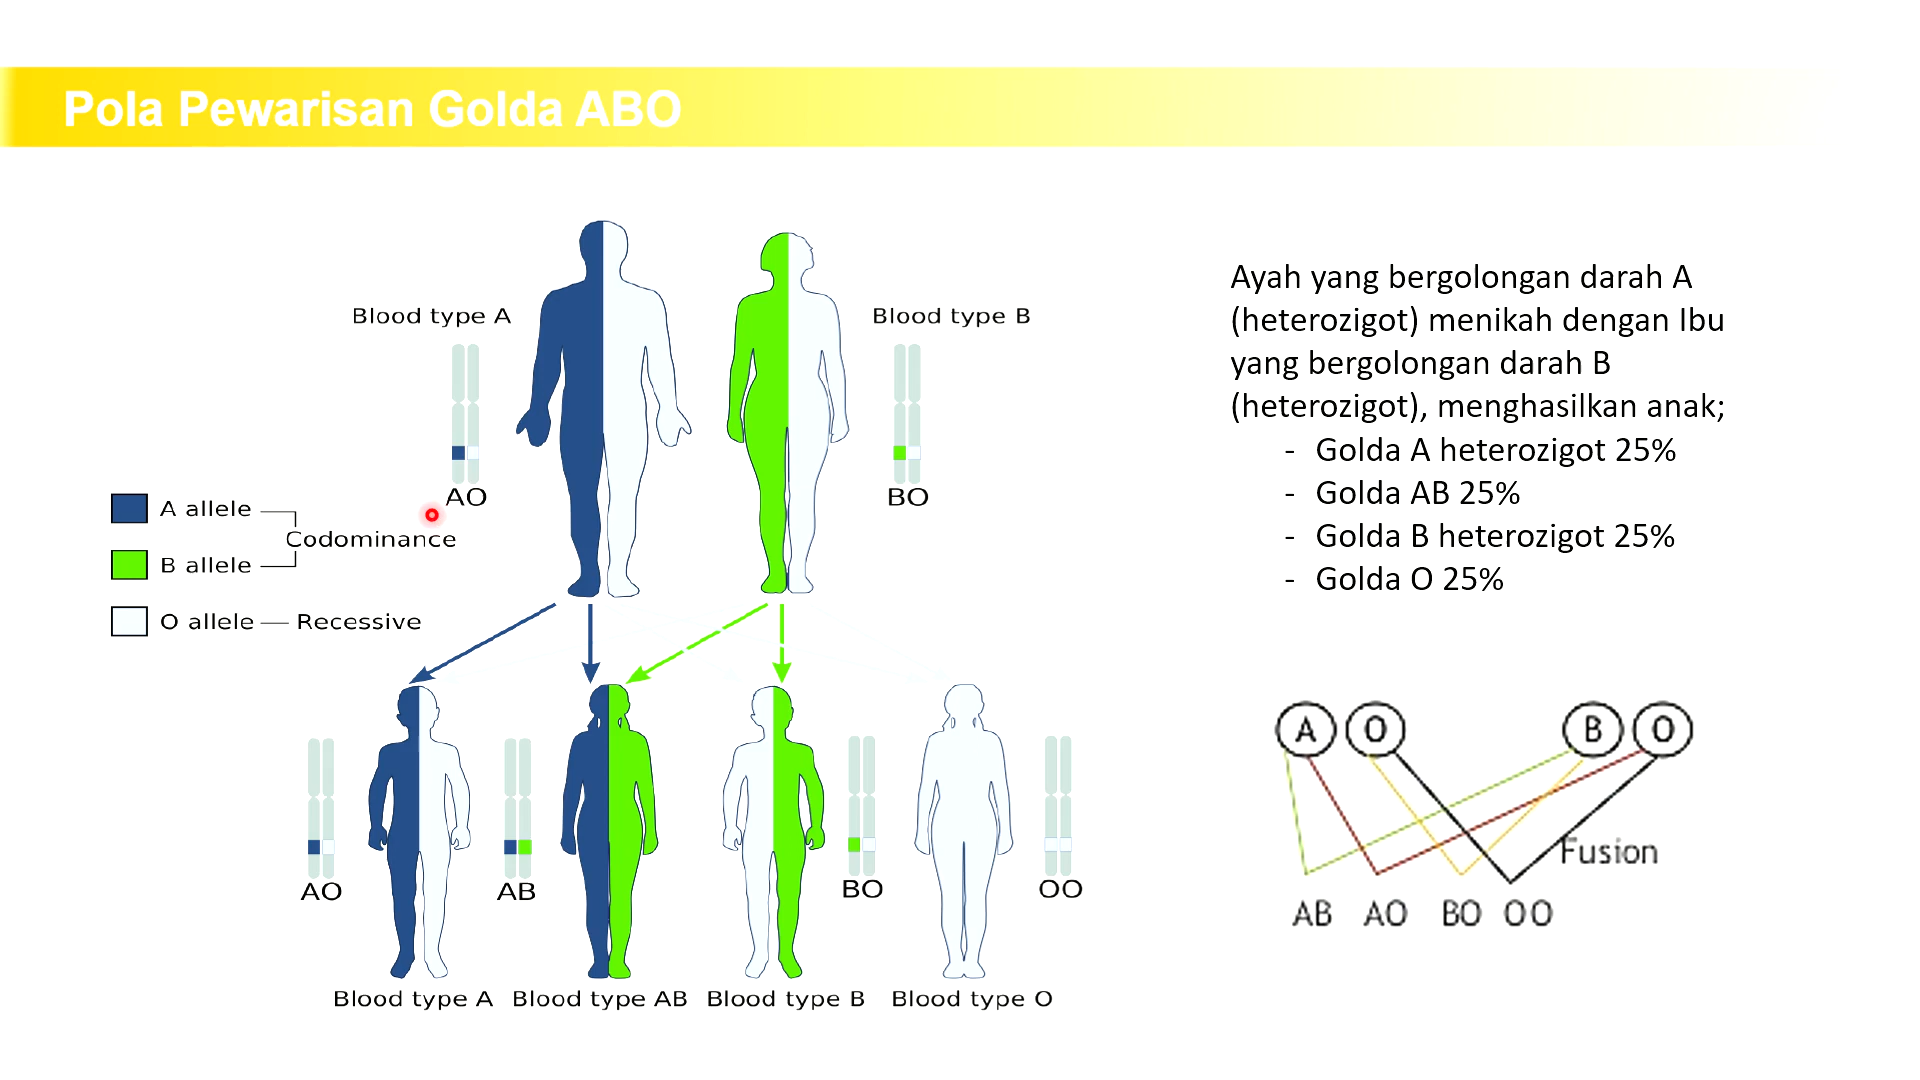 Pola Pewarisan Golda ABO
Blood type A
Blood type B
AO
BO
A allele
Codominance
B allele
O allele
Recessive
AO
AB
BO
OO
Blood type A
Blood type AB
Blood type B
Blood type O
Ayah yang bergolongan darah A
(heterozigot) menikah dengan Ibu
yang bergolongan darah B
(heterozigot), menghasilkan anak;
- Golda A heterozigot 25%
- Golda AB 25%
- Golda B heterozigot 25%
- Golda O 25%
A O B O
Fusion
AB AO BO OO